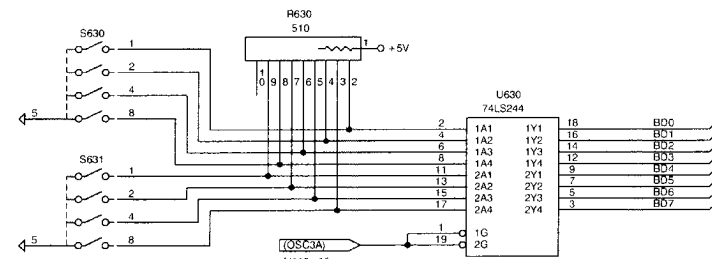 R630
510
S630
1
2
4
8
5
1
+5V
10 9 8 7 6 5 4 3 2
U630
74LS244
2 1A1 1Y1 18 BD0
4 1A2 1Y2 16 BD1
6 1A3 1Y3 14 BD2
8 1A4 1Y4 12 BD3
11 2A1 2Y1 9 BD4
13 2A2 2Y2 7 BD5
15 2A3 2Y3 5 BD6
17 2A4 2Y4 3 BD7
1 1G
19 2G
S631
1
2
4
8
5
(OSC3A)